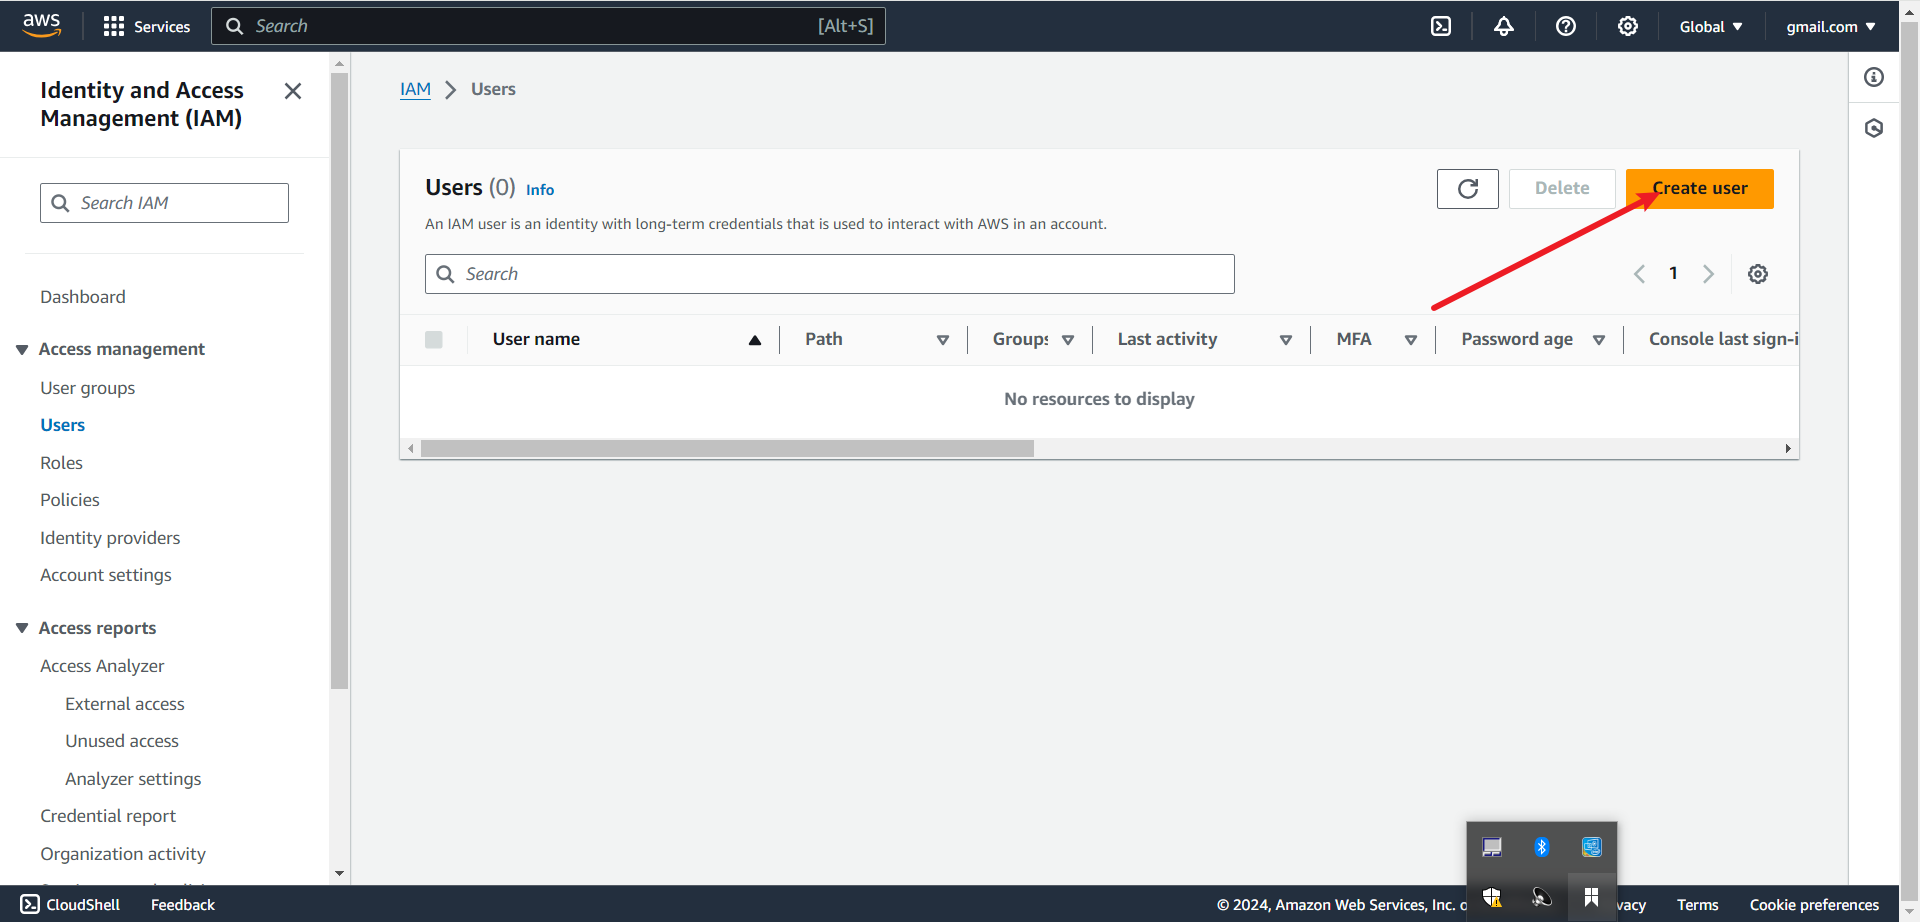 aws
Services
Search
[Alt+S]
Global
gmail.com
Identity and Access
Management (IAM)
Search IAM
Dashboard
Access management
User groups
Users
Roles
Policies
Identity providers
Account settings
Access reports
Access Analyzer
External access
Unused access
Analyzer settings
Credential report
Organization activity
IAM
Users
Users (0) Info
Delete
Create user
An IAM user is an identity with long-term credentials that is used to interact with AWS in an account.
Search
1
User name
Path
Groups
Last activity
MFA
Password age
Console last sign-i
No resources to display
CloudShell
Feedback
© 2024, Amazon Web Services, Inc. o
vacy
Terms
Cookie preferences